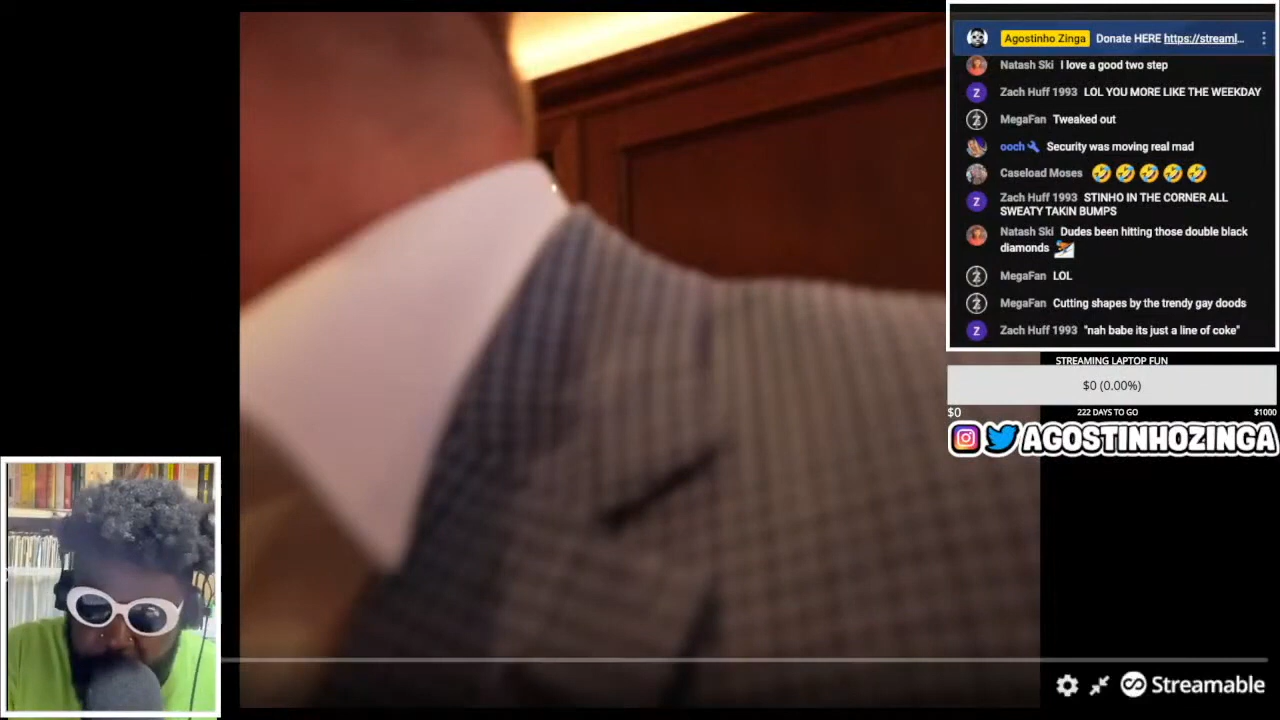 Agostinho Zinga Donate HERE https://streaml...
Natash Ski I love a good two step
Zach Huff 1993 LOL YOU MORE LIKE THE WEEKDAY
MegaFan Tweaked out
ooch Security was moving real mad
Caseload Moses 🤣🤣🤣🤣🤣
Zach Huff 1993 STINHO IN THE CORNER ALL
SWEATY TAKIN BUMPS
Natash Ski Dudes been hitting those double black
diamonds ⛷
MegaFan LOL
MegaFan Cutting shapes by the trendy gay doods
Zach Huff 1993 "nah babe its just a line of coke"
STREAMING LAPTOP FUN
$0 (0.00%)
$0 222 DAYS TO GO $1000
AGOSTINHOZINGA
Streamable